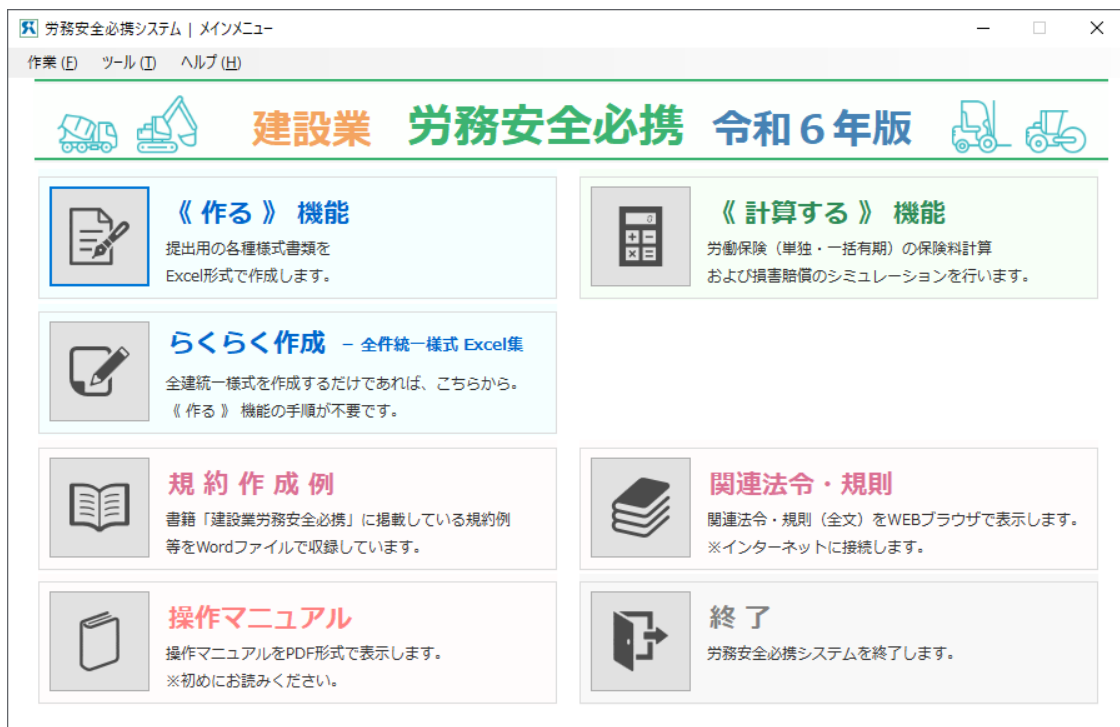 労務安全必携システム | メインメニュー
作業(F) ツール(T) ヘルプ(H)
建設業 労務安全必携 令和6年版
《 作る 》 機能
提出用の各種様式書類を
Excel形式で作成します。
《 計算する 》 機能
労働保険（単独・一括有期）の保険料計算
および損害賠償のシミュレーションを行います。
らくらく作成 － 全件統一様式 Excel集
全建統一様式を作成するだけであれば、こちらから。
《 作る 》 機能の手順が不要です。
規 約 作 成 例
書籍「建設業労務安全必携」に掲載している規約例
等をWordファイルで収録しています。
関連法令・規則
関連法令・規則（全文）をWEBブラウザで表示します。
※インターネットに接続します。
操作マニュアル
操作マニュアルをPDF形式で表示します。
※初めにお読みください。
終 了
労務安全必携システムを終了します。